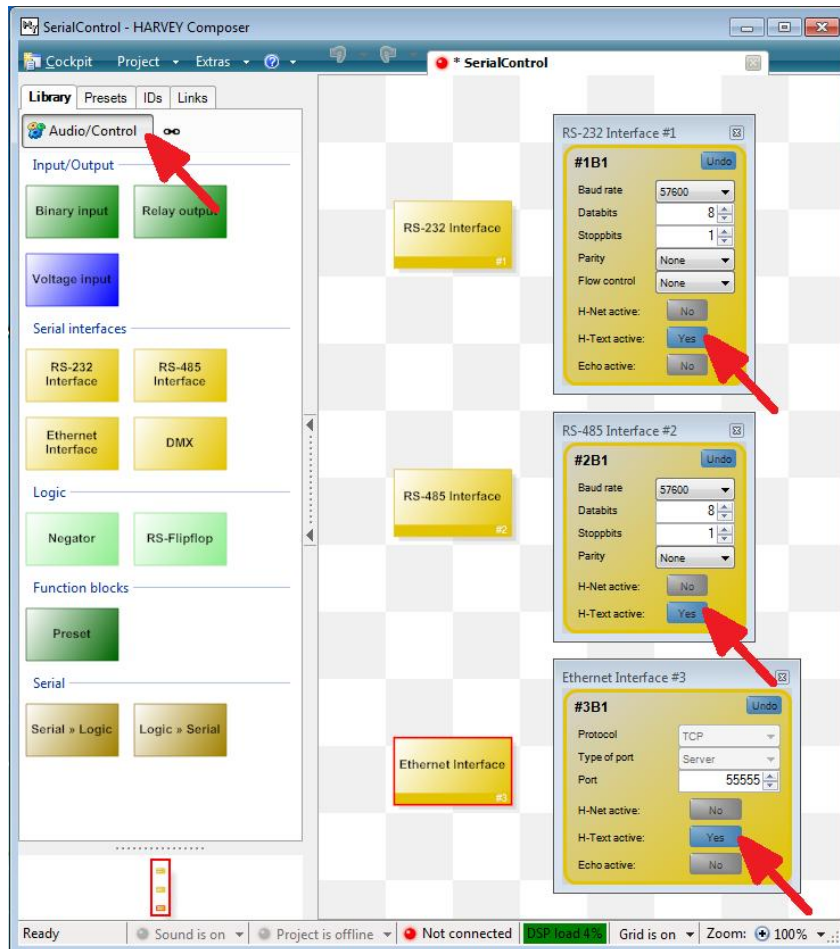 SerialControl - HARVEY Composer
Cockpit Project Extras
* SerialControl
Library Presets IDs Links
Audio/Control
Input/Output
Binary input Relay output
Voltage input
Serial interfaces
RS-232 Interface RS-485 Interface
Ethernet Interface DMX
Logic
Negator RS-Flipflop
Function blocks
Preset
Serial
Serial » Logic Logic » Serial
RS-232 Interface
#1
RS-485 Interface
#2
Ethernet Interface
#3
RS-232 Interface #1
#1B1 Undo
Baud rate 57600
Databits 8
Stoppbits 1
Parity None
Flow control None
H-Net active: No
H-Text active: Yes
Echo active: No
RS-485 Interface #2
#2B1 Undo
Baud rate 57600
Databits 8
Stoppbits 1
Parity None
H-Net active: No
H-Text active: Yes
Ethernet Interface #3
#3B1 Undo
Protocol TCP
Type of port Server
Port 55555
H-Net active: No
H-Text active: Yes
Echo active: No
Ready Sound is on Project is offline Not connected DSP load 4% Grid is on Zoom: 100%